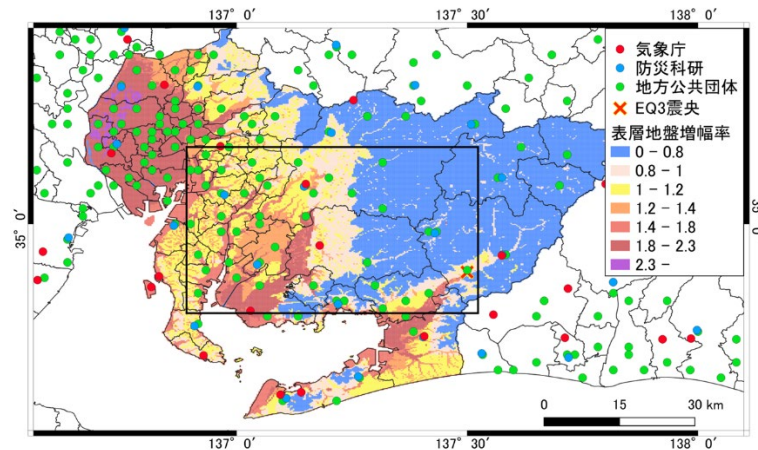 137° 0′ 137° 30′ 138° 0′
気象庁
防災科研
地方公共団体
EQ3震央
表層地盤増幅率
0 - 0.8
0.8 - 1
1 - 1.2
1.2 - 1.4
1.4 - 1.8
1.8 - 2.3
2.3 -
35° 0′
0 15 30 km
137° 0′ 137° 30′ 138° 0′